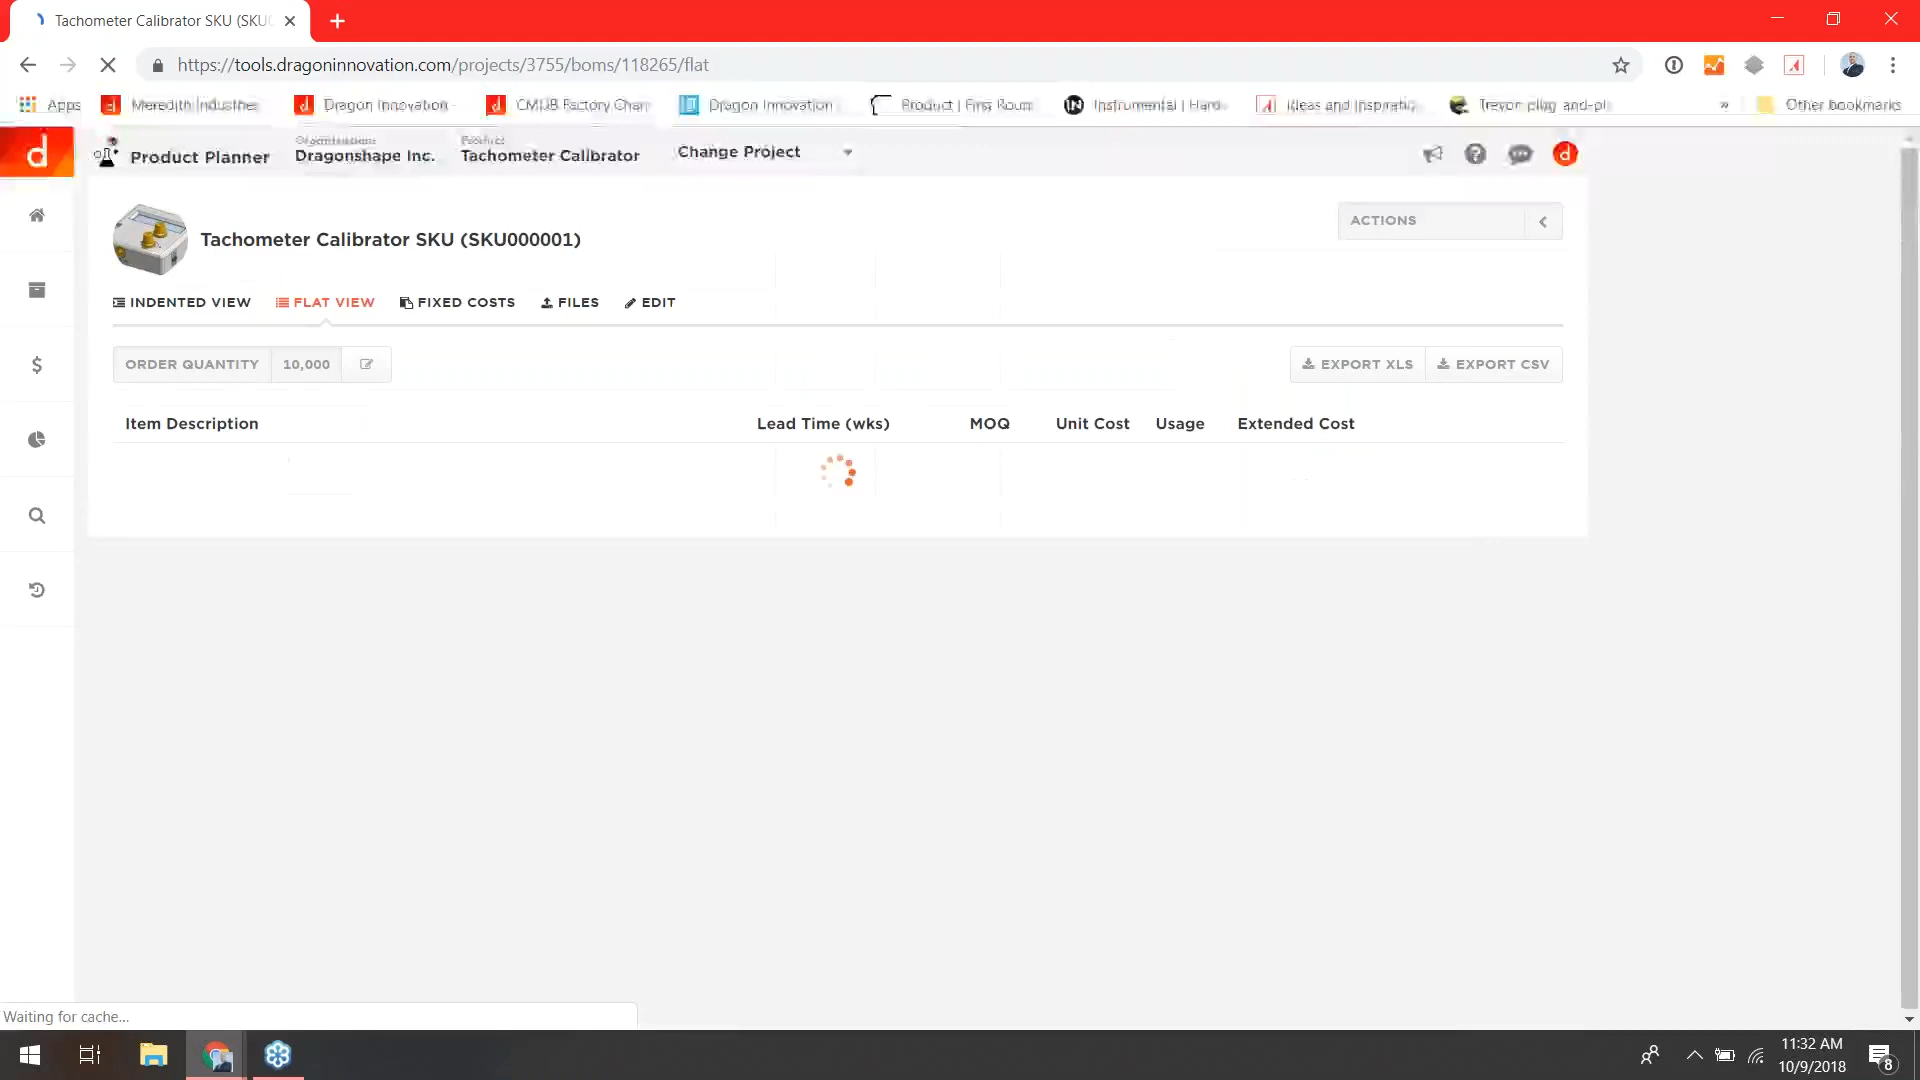 Tachometer Calibrator SKU (SKU
https://tools.dragoninnovation.com/projects/3755/boms/118265/flat
Apps
Meredith Industries
Dragon Innovation
CMDB Factory Char
Dragon Innovation
Product | First Roun
Instrumental | Hard
Ideas and Inspiratio
Trevor plug and-pl
»
Other bookmarks
d
Product Planner
Dragonshape Inc.
Product
Tachometer Calibrator
Change Project
d
Tachometer Calibrator SKU (SKU000001)
ACTIONS
INDENTED VIEW
FLAT VIEW
FIXED COSTS
FILES
EDIT
ORDER QUANTITY
10,000
EXPORT XLS
EXPORT CSV
Item Description
Lead Time (wks)
MOQ
Unit Cost
Usage
Extended Cost
Waiting for cache...
11:32 AM
10/9/2018
8